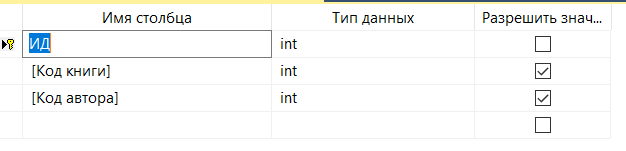 Имя столбца Тип данных Разрешить знач...
ИД int
[Код книги] int
[Код автора] int